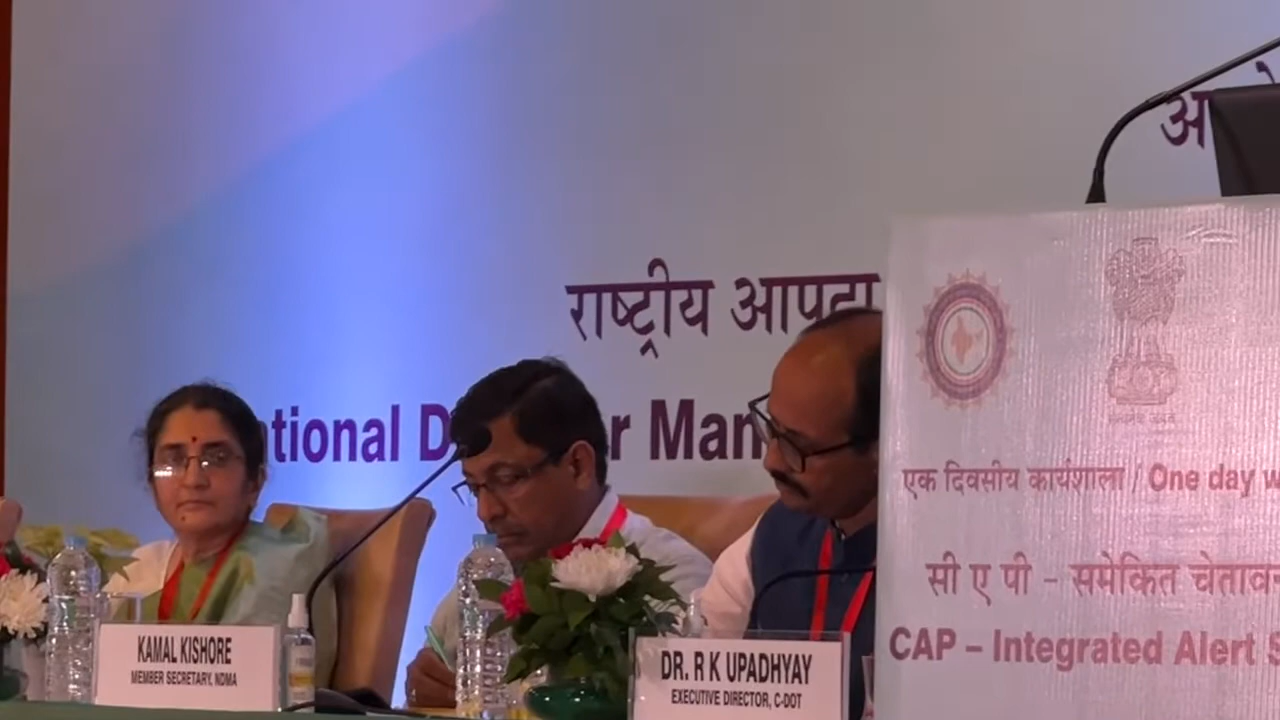 राष्ट्रीय आपदा
ational D r Man
KAMAL KISHORE
MEMBER SECRETARY, NDMA
DR. R K UPADHYAY
EXECUTIVE DIRECTOR, C-DOT
एक दिवसीय कार्यशाला / One day w
सी ए पी - समेकित चेताव
CAP – Integrated Alert S